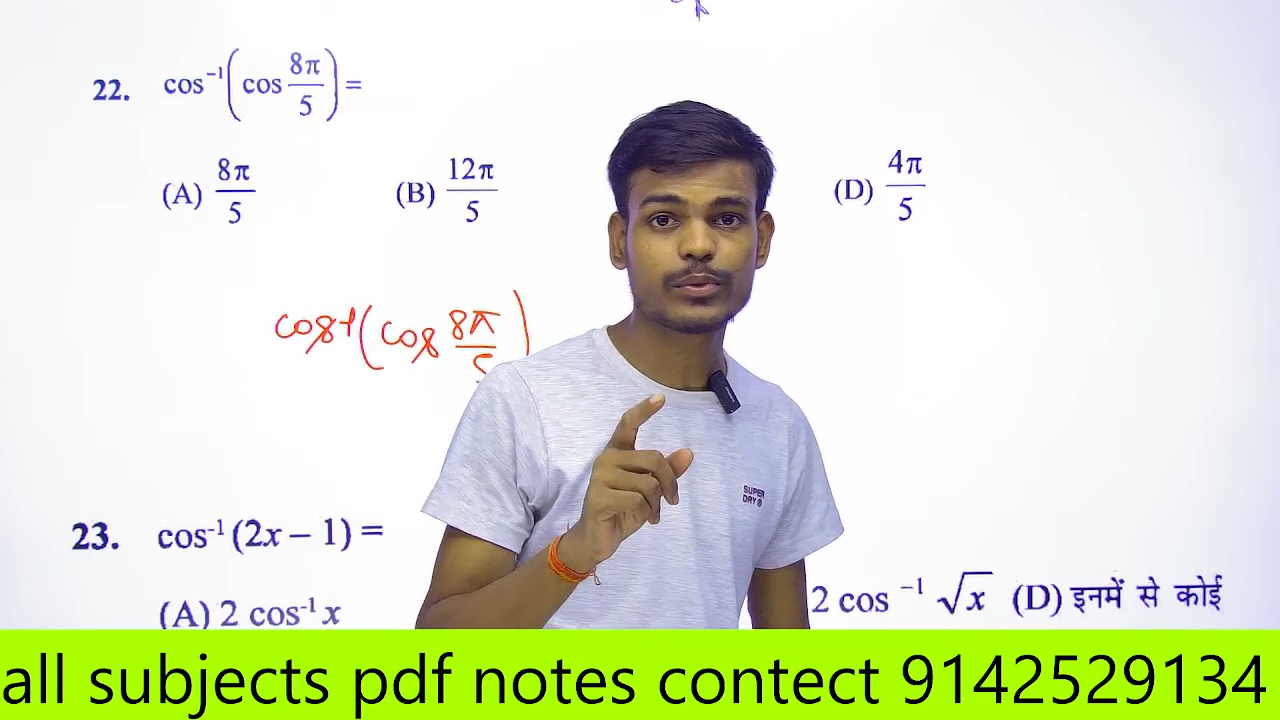 22. cos⁻¹(cos 8π/5) =
(A) 8π/5 (B) 12π/5 (D) 4π/5
cos⁻¹(cos 8π/5)
SUPER
DRY
23. cos⁻¹(2x – 1) =
(A) 2 cos⁻¹x 2 cos⁻¹ √x (D) इनमें से कोई
all subjects pdf notes contect 9142529134